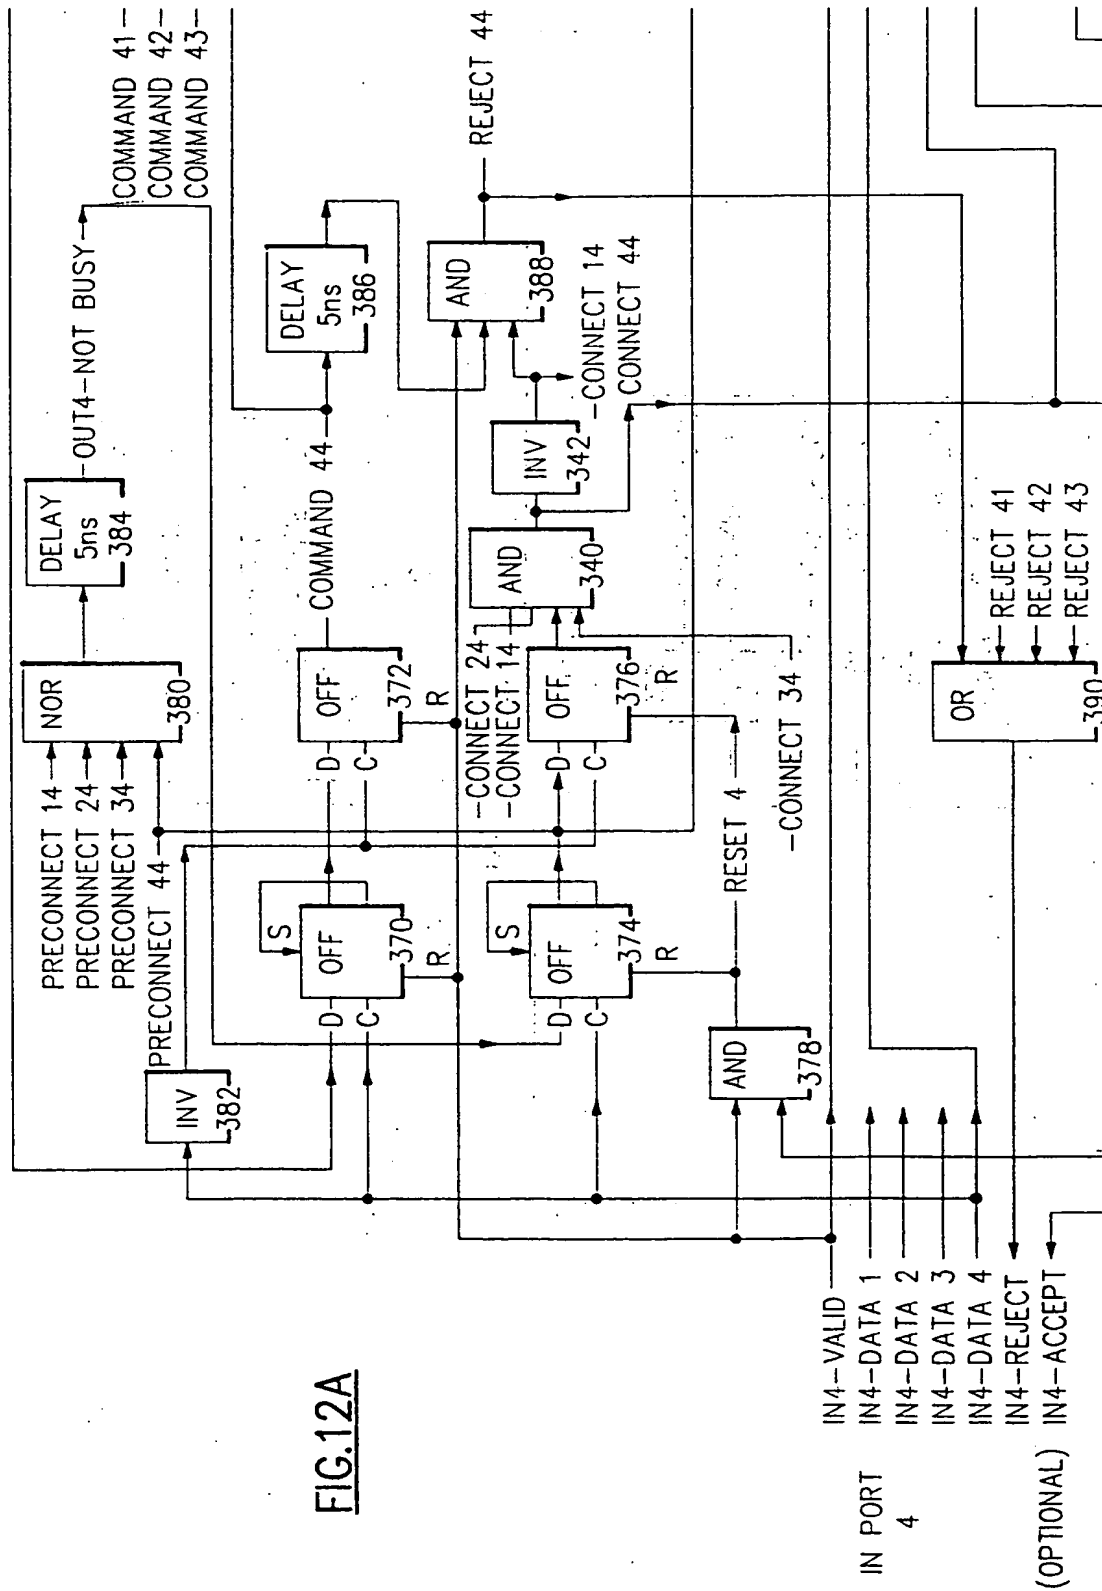 FIG.12A
COMMAND 41
COMMAND 42
COMMAND 43
OUT4-NOT BUSY
DELAY
5ns
384
NOR
380
PRECONNECT 14
PRECONNECT 24
PRECONNECT 34
PRECONNECT 44
INV
382
DELAY
5ns
386
COMMAND 44
OFF
372
D
C
R
S
OFF
370
D
C
R
REJECT 44
AND
388
-CONNECT 14
CONNECT 44
INV
342
AND
340
-CONNECT 24
-CONNECT 14
OFF
376
D
C
R
S
OFF
374
D
C
R
RESET 4
-CONNECT 34
AND
378
REJECT 41
REJECT 42
REJECT 43
OR
390
IN PORT
4
IN4-VALID
IN4-DATA 1
IN4-DATA 2
IN4-DATA 3
IN4-DATA 4
IN4-REJECT
(OPTIONAL) IN4-ACCEPT